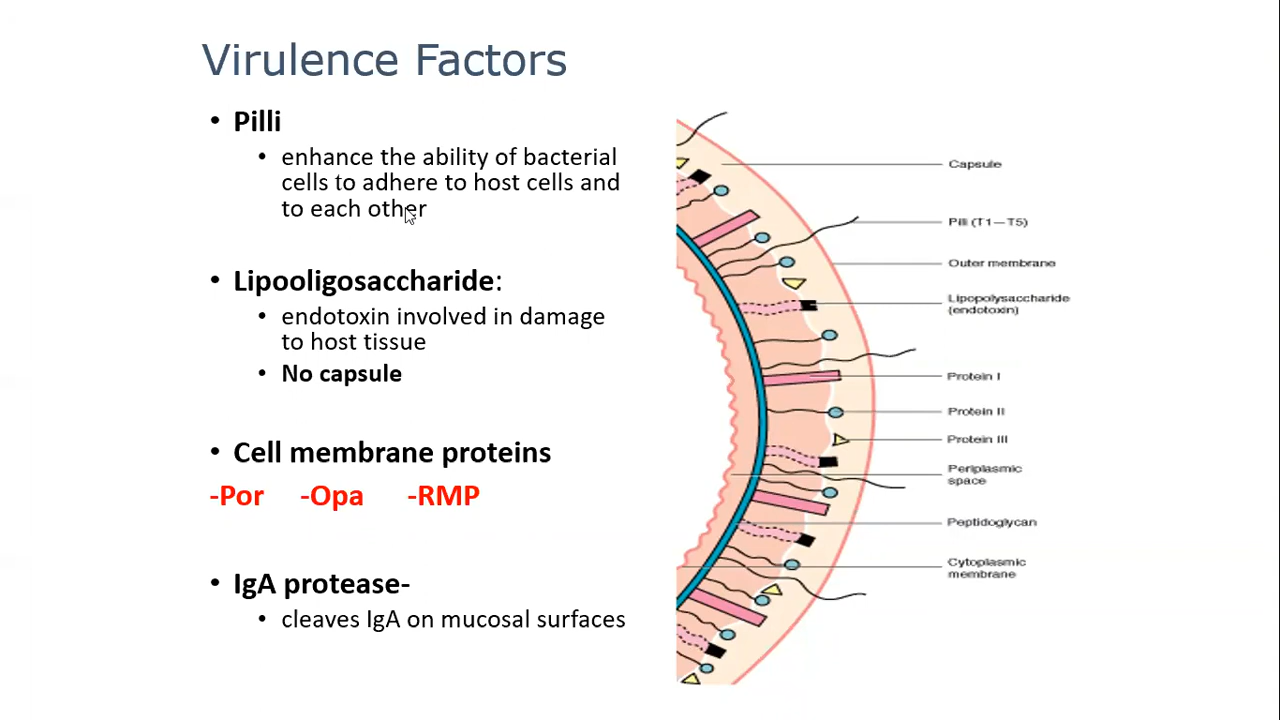 Virulence Factors
• Pilli
• enhance the ability of bacterial
cells to adhere to host cells and
to each other
• Lipooligosaccharide:
• endotoxin involved in damage
to host tissue
• No capsule
• Cell membrane proteins
-Por -Opa -RMP
• IgA protease-
• cleaves IgA on mucosal surfaces
Capsule
Pili (T1—T5)
Outer membrane
Lipopolysaccharide
(endotoxin)
Protein I
Protein II
Protein III
Periplasmic
space
Peptidoglycan
Cytoplasmic
membrane